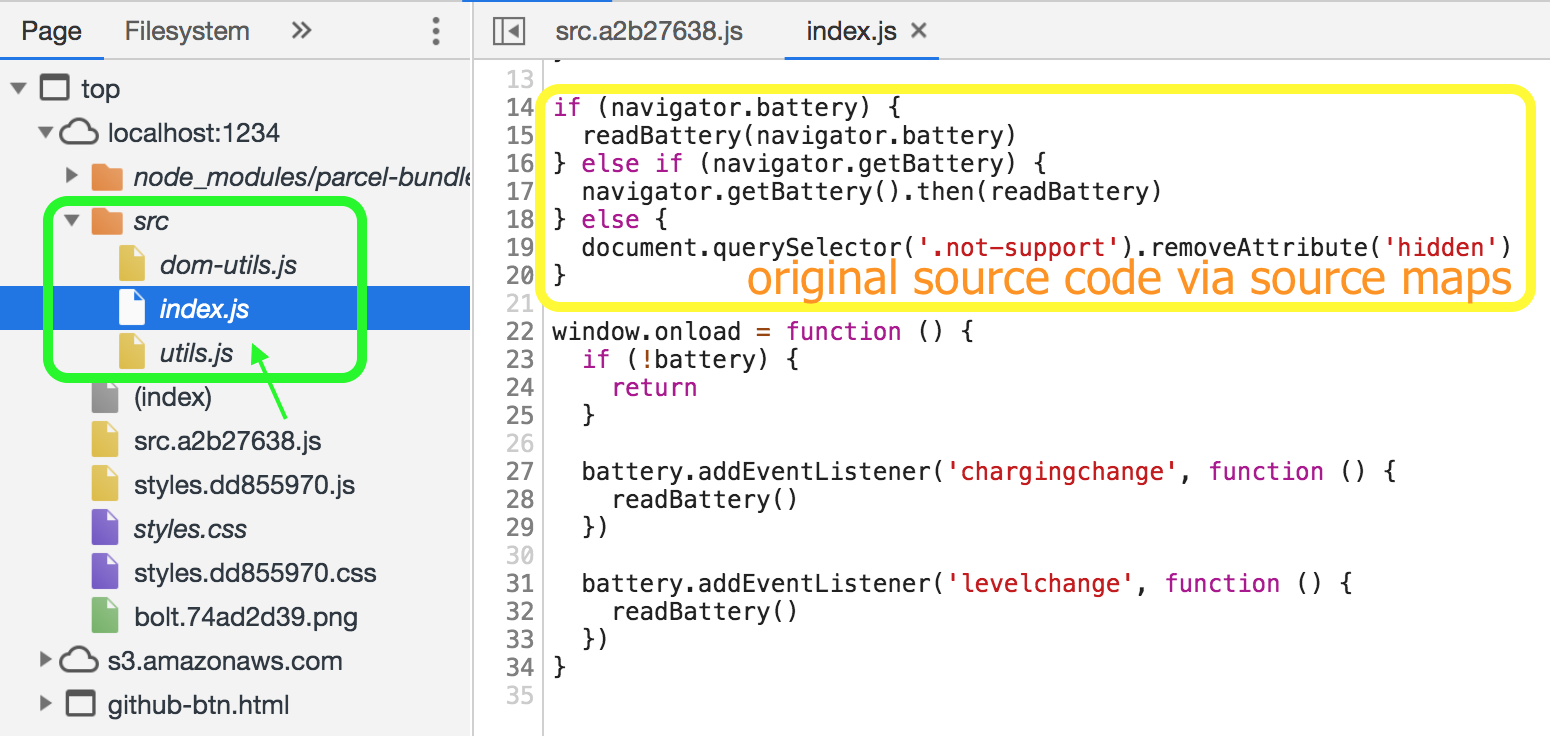 Page Filesystem »
top
localhost:1234
node_modules/parcel-bundle
src
dom-utils.js
index.js
utils.js
(index)
src.a2b27638.js
styles.dd855970.js
styles.css
styles.dd855970.css
bolt.74ad2d39.png
s3.amazonaws.com
github-btn.html
src.a2b27638.js index.js ×
13
14 if (navigator.battery) {
15   readBattery(navigator.battery)
16 } else if (navigator.getBattery) {
17   navigator.getBattery().then(readBattery)
18 } else {
19   document.querySelector('.not-support').removeAttribute('hidden')
20 }
original source code via source maps
21
22 window.onload = function () {
23   if (!battery) {
24     return
25   }
26
27   battery.addEventListener('chargingchange', function () {
28     readBattery()
29   })
30
31   battery.addEventListener('levelchange', function () {
32     readBattery()
33   })
34 }
35